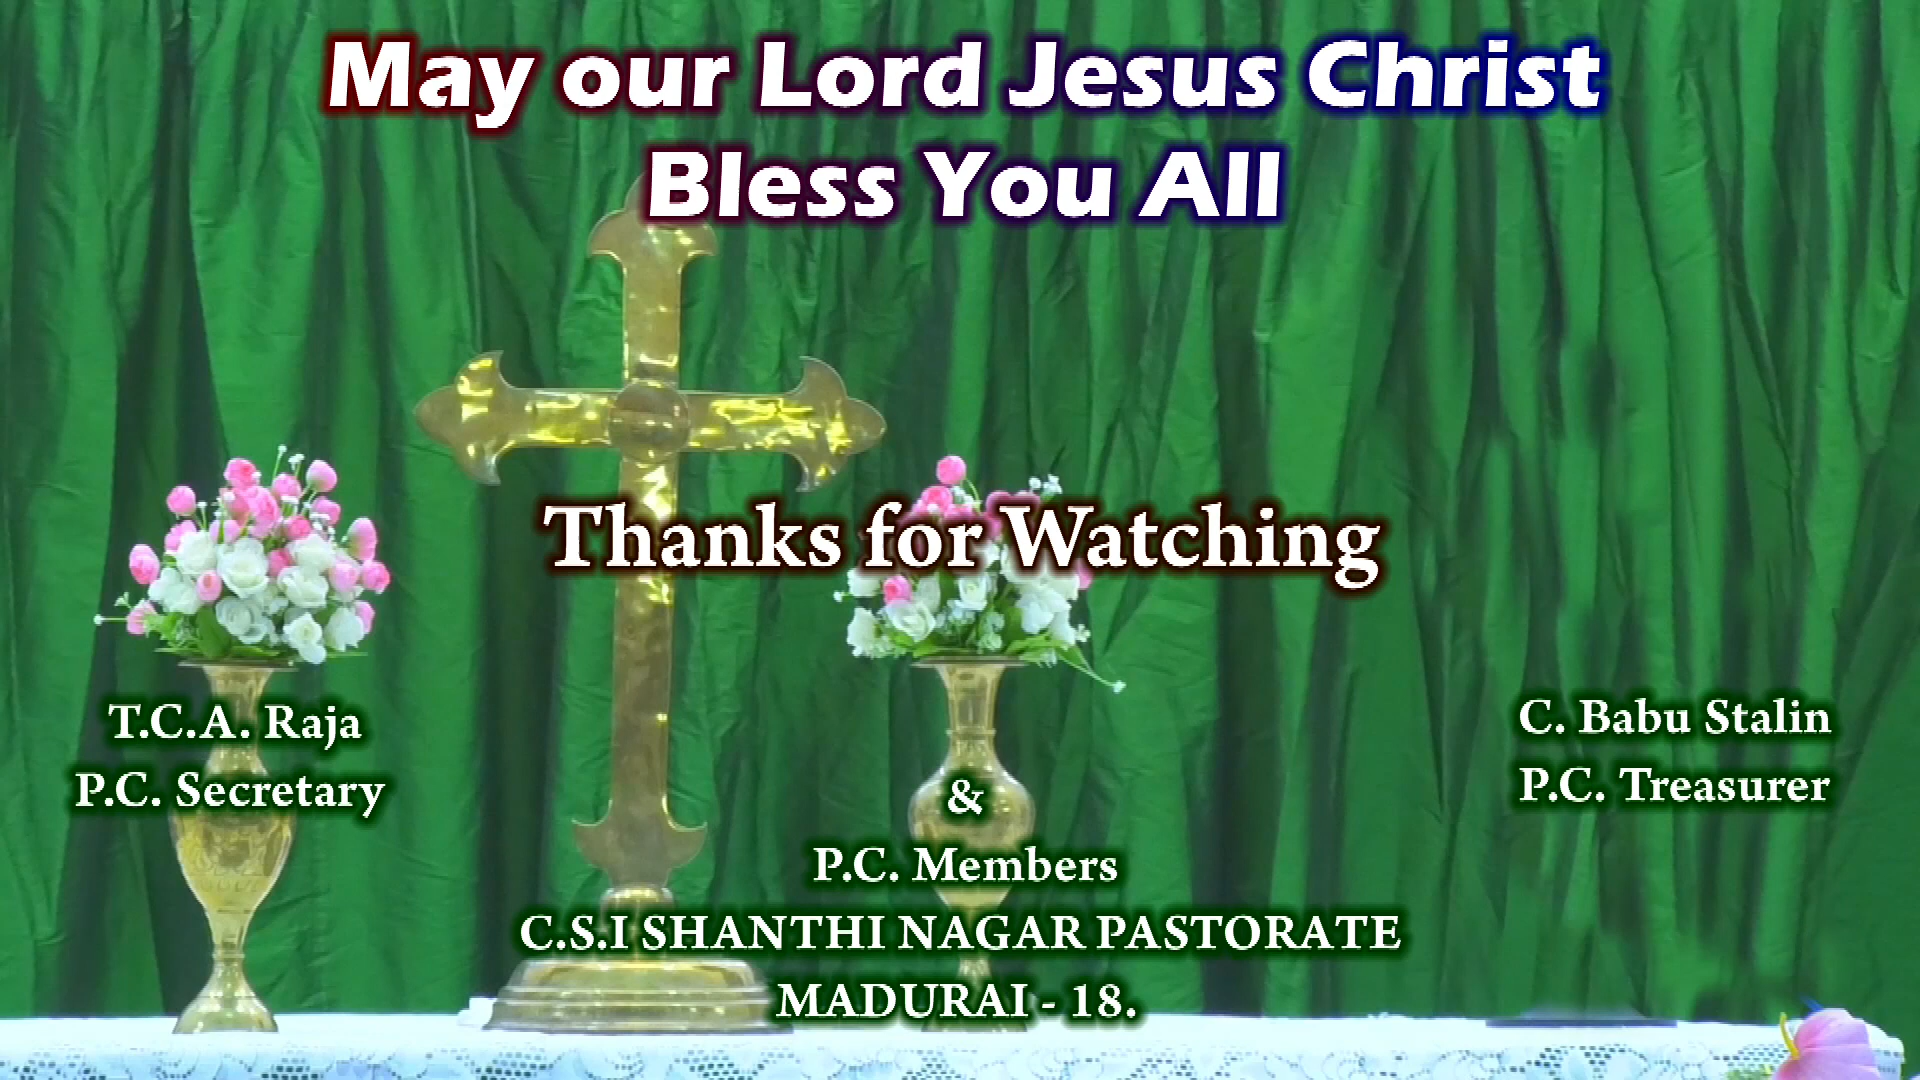 May our Lord Jesus Christ
Bless You All
Thanks for Watching
T.C.A. Raja
P.C. Secretary
C. Babu Stalin
P.C. Treasurer
&
P.C. Members
C.S.I SHANTHI NAGAR PASTORATE
MADURAI - 18.